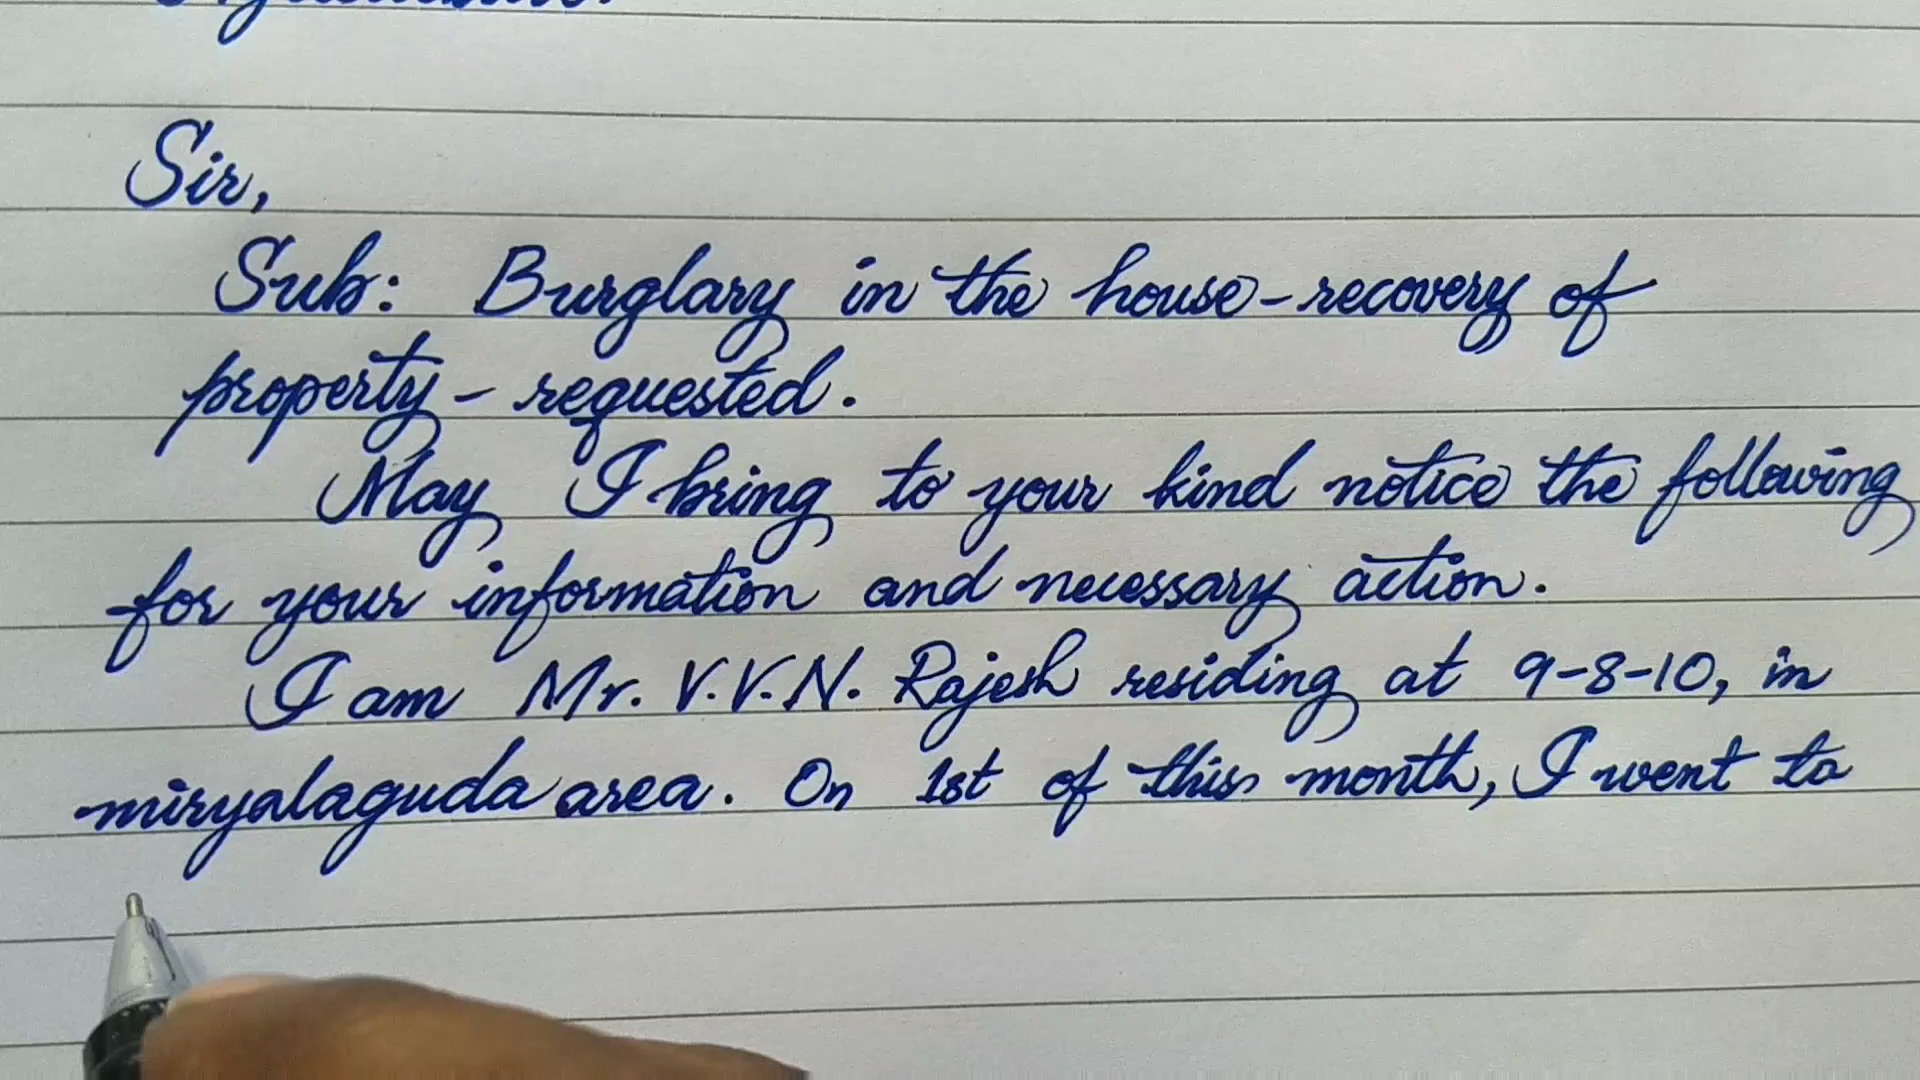 Sir,
Sub: Burglary in the house - recovery of
property - requested.
May I bring to your kind notice the following
for your information and necessary action.
I am Mr. V.V.N. Rajesh residing at 9-8-10, in
miryalaguda area. On 1st of this month, I went to